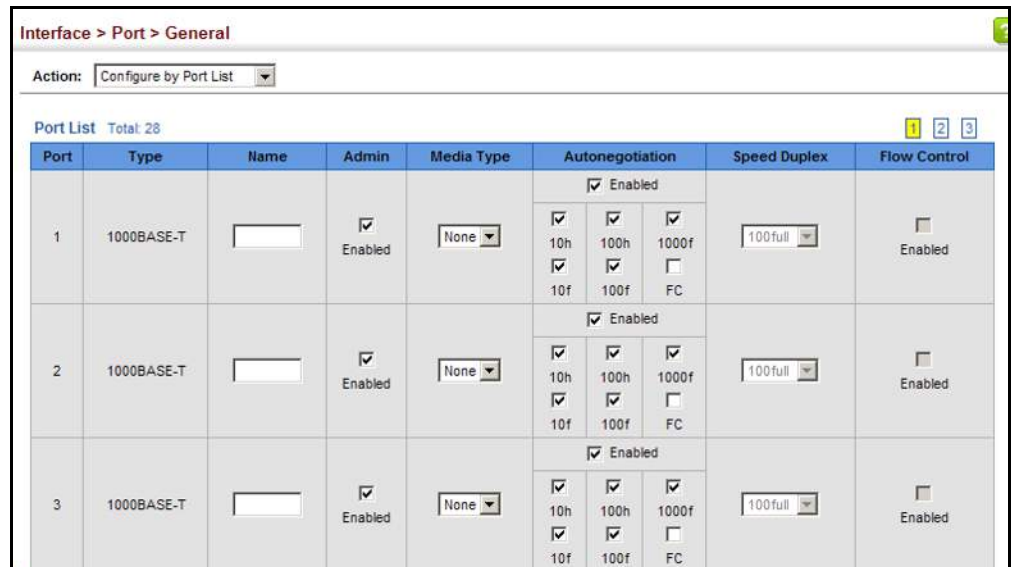 Interface > Port > General
?
Action: Configure by Port List
Port List Total: 28
1 2 3
Port Type Name Admin Media Type Autonegotiation Speed Duplex Flow Control
Enabled
1 1000BASE-T Enabled None 100full Enabled
10h 100h 1000f
10f 100f FC
Enabled
2 1000BASE-T Enabled None 100full Enabled
10h 100h 1000f
10f 100f FC
Enabled
3 1000BASE-T Enabled None 100full Enabled
10h 100h 1000f
10f 100f FC